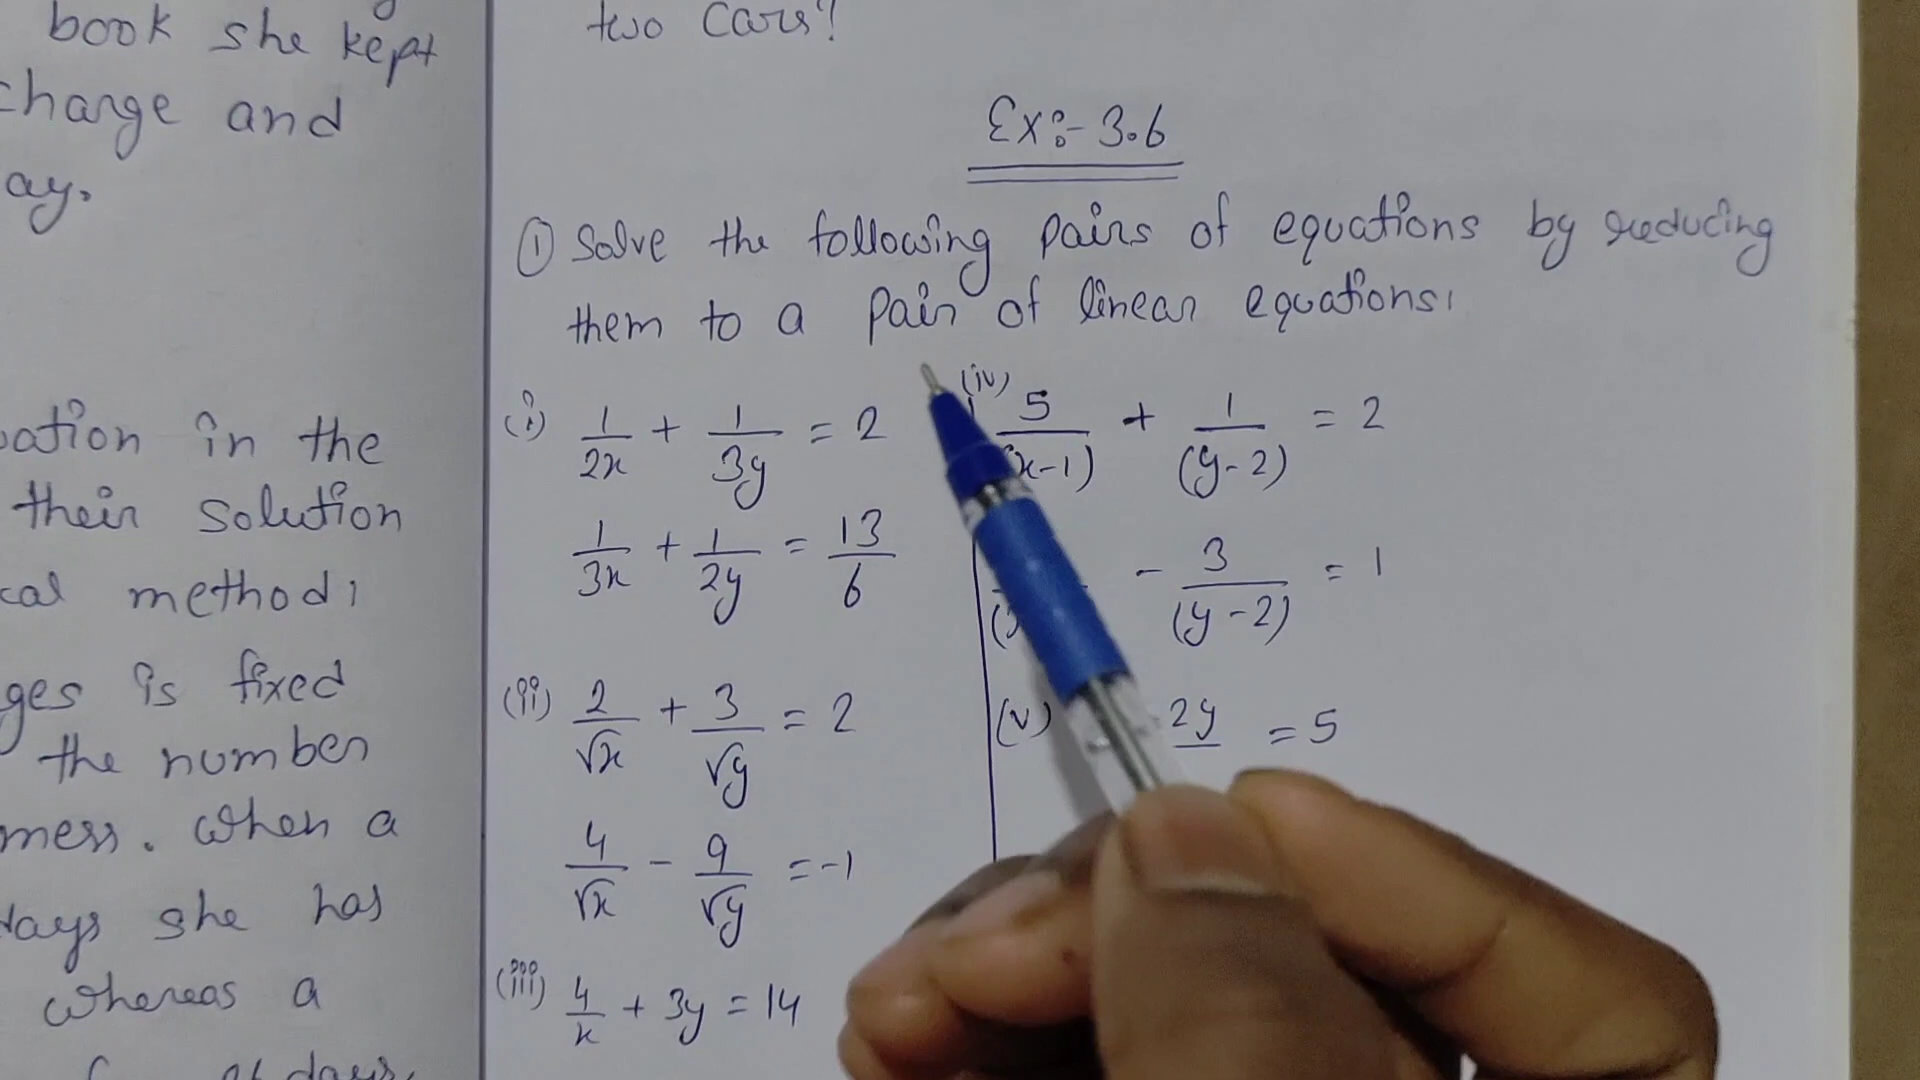 book she kept
charge and
ay.
ation in the
their solution
cal method:
ges is fixed
the number
mess. When a
days she has
whereas a
of days.
two cars?
Ex:- 3.6
① Solve the following pairs of equations by reducing
them to a pair of linear equations:
(i) 1/2x + 1/3y = 2
1/3x + 1/2y = 13/6
(ii) 2/√x + 3/√y = 2
4/√x - 9/√y = -1
(iii) 4/x + 3y = 14
(iv) 5/(x-1) + 1/(y-2) = 2
- 3/(y-2) = 1
(v) 2y = 5